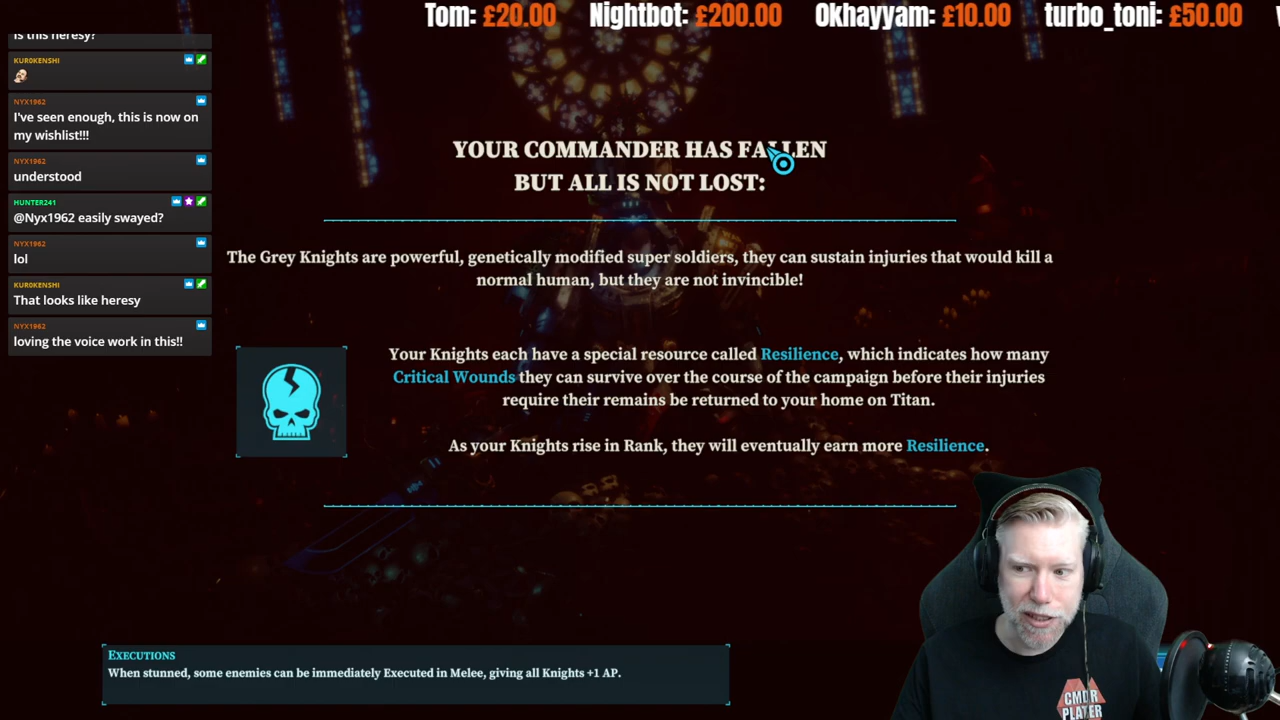 Tom: £20.00 Nightbot: £200.00 Okhayyam: £10.00 turbo_toni: £50.00
is this heresy?
KUR0KENSHI
NYX1962
I've seen enough, this is now on
my wishlist!!!
NYX1962
understood
HUNTER241
@Nyx1962 easily swayed?
NYX1962
lol
KUR0KENSHI
That looks like heresy
NYX1962
loving the voice work in this!!
YOUR COMMANDER HAS FALLEN
BUT ALL IS NOT LOST:
The Grey Knights are powerful, genetically modified super soldiers, they can sustain injuries that would kill a
normal human, but they are not invincible!
Your Knights each have a special resource called Resilience, which indicates how many
Critical Wounds they can survive over the course of the campaign before their injuries
require their remains be returned to your home on Titan.
As your Knights rise in Rank, they will eventually earn more Resilience.
EXECUTIONS
When stunned, some enemies can be immediately Executed in Melee, giving all Knights +1 AP.
CMDR
PLATER